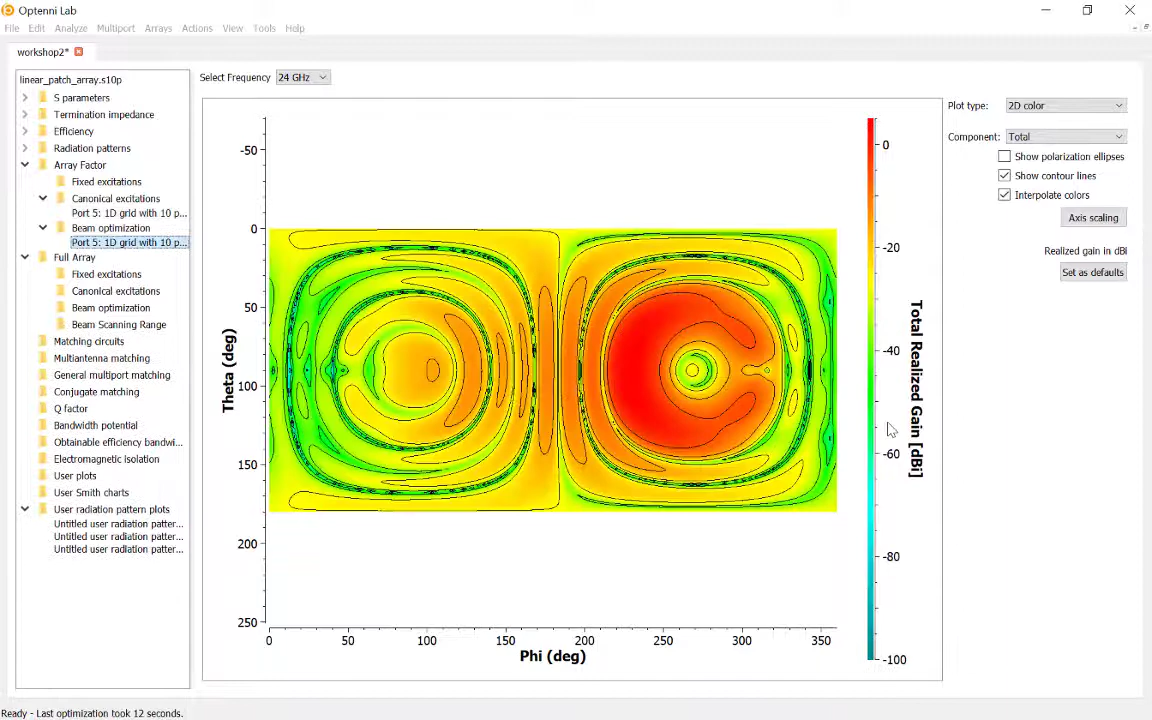 Optenni Lab
File Edit Analyze Multiport Arrays Actions View Tools Help
workshop2*
linear_patch_array.s10p
S parameters
Termination impedance
Efficiency
Radiation patterns
Array Factor
Fixed excitations
Canonical excitations
Port 5: 1D grid with 10 p...
Beam optimization
Port 5: 1D grid with 10 p...
Full Array
Fixed excitations
Canonical excitations
Beam optimization
Beam Scanning Range
Matching circuits
Multiantenna matching
General multiport matching
Conjugate matching
Q factor
Bandwidth potential
Obtainable efficiency bandwi...
Electromagnetic Isolation
User plots
User Smith charts
User radiation pattern plots
Untitled user radiation patter...
Untitled user radiation patter...
Untitled user radiation patter...
Select Frequency 24 GHz
Theta (deg)
-50
0
50
100
150
200
250
0 50 100 150 200 250 300 350
Phi (deg)
0
-20
-40
-60
-80
-100
Total Realized Gain [dBi]
Plot type: 2D color
Component: Total
Show polarization ellipses
Show contour lines
Interpolate colors
Axis scaling
Realized gain in dBi
Set as defaults
Ready - Last optimization took 12 seconds.